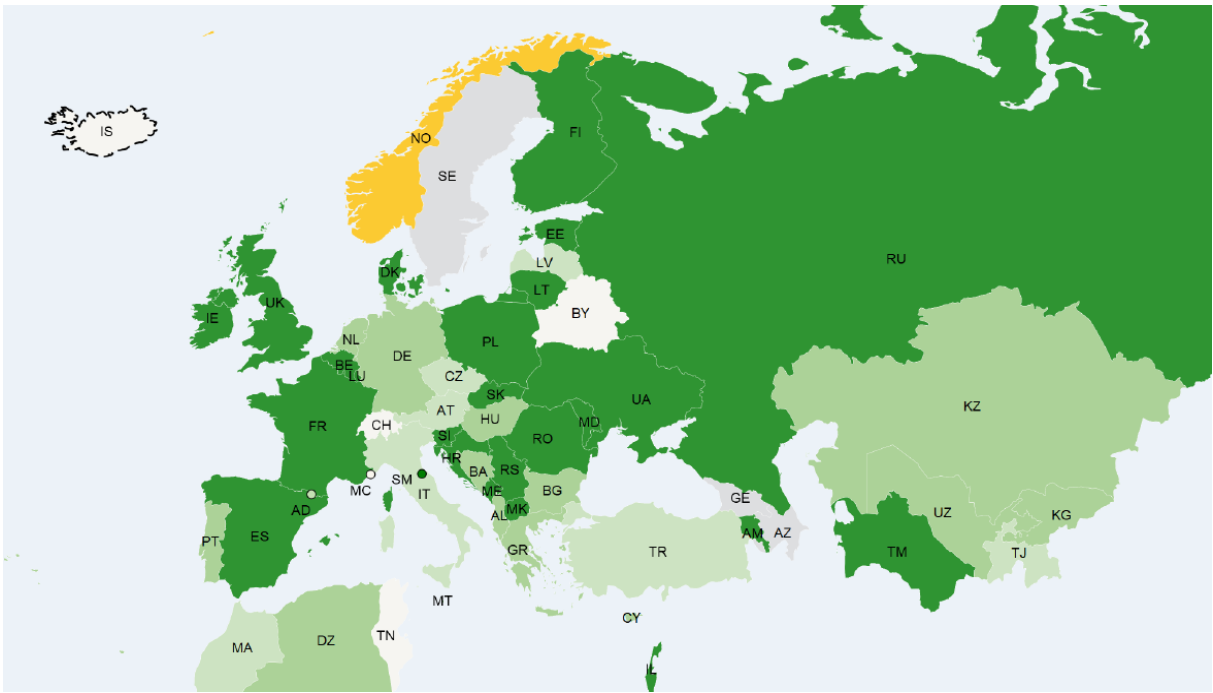 IS
NO
FI
SE
EE
RU
LV
DK
LT
UK
IE
BY
NL
PL
DE
BE
LU
CZ
SK
UA
KZ
AT
HU
MD
FR
CH
SI
RO
HR
RS
BA
SM
MC
ME
BG
IT
GE
AD
MK
UZ
KG
AL
AM
AZ
ES
PT
GR
TR
TM
TJ
MT
CY
TN
DZ
MA
IL